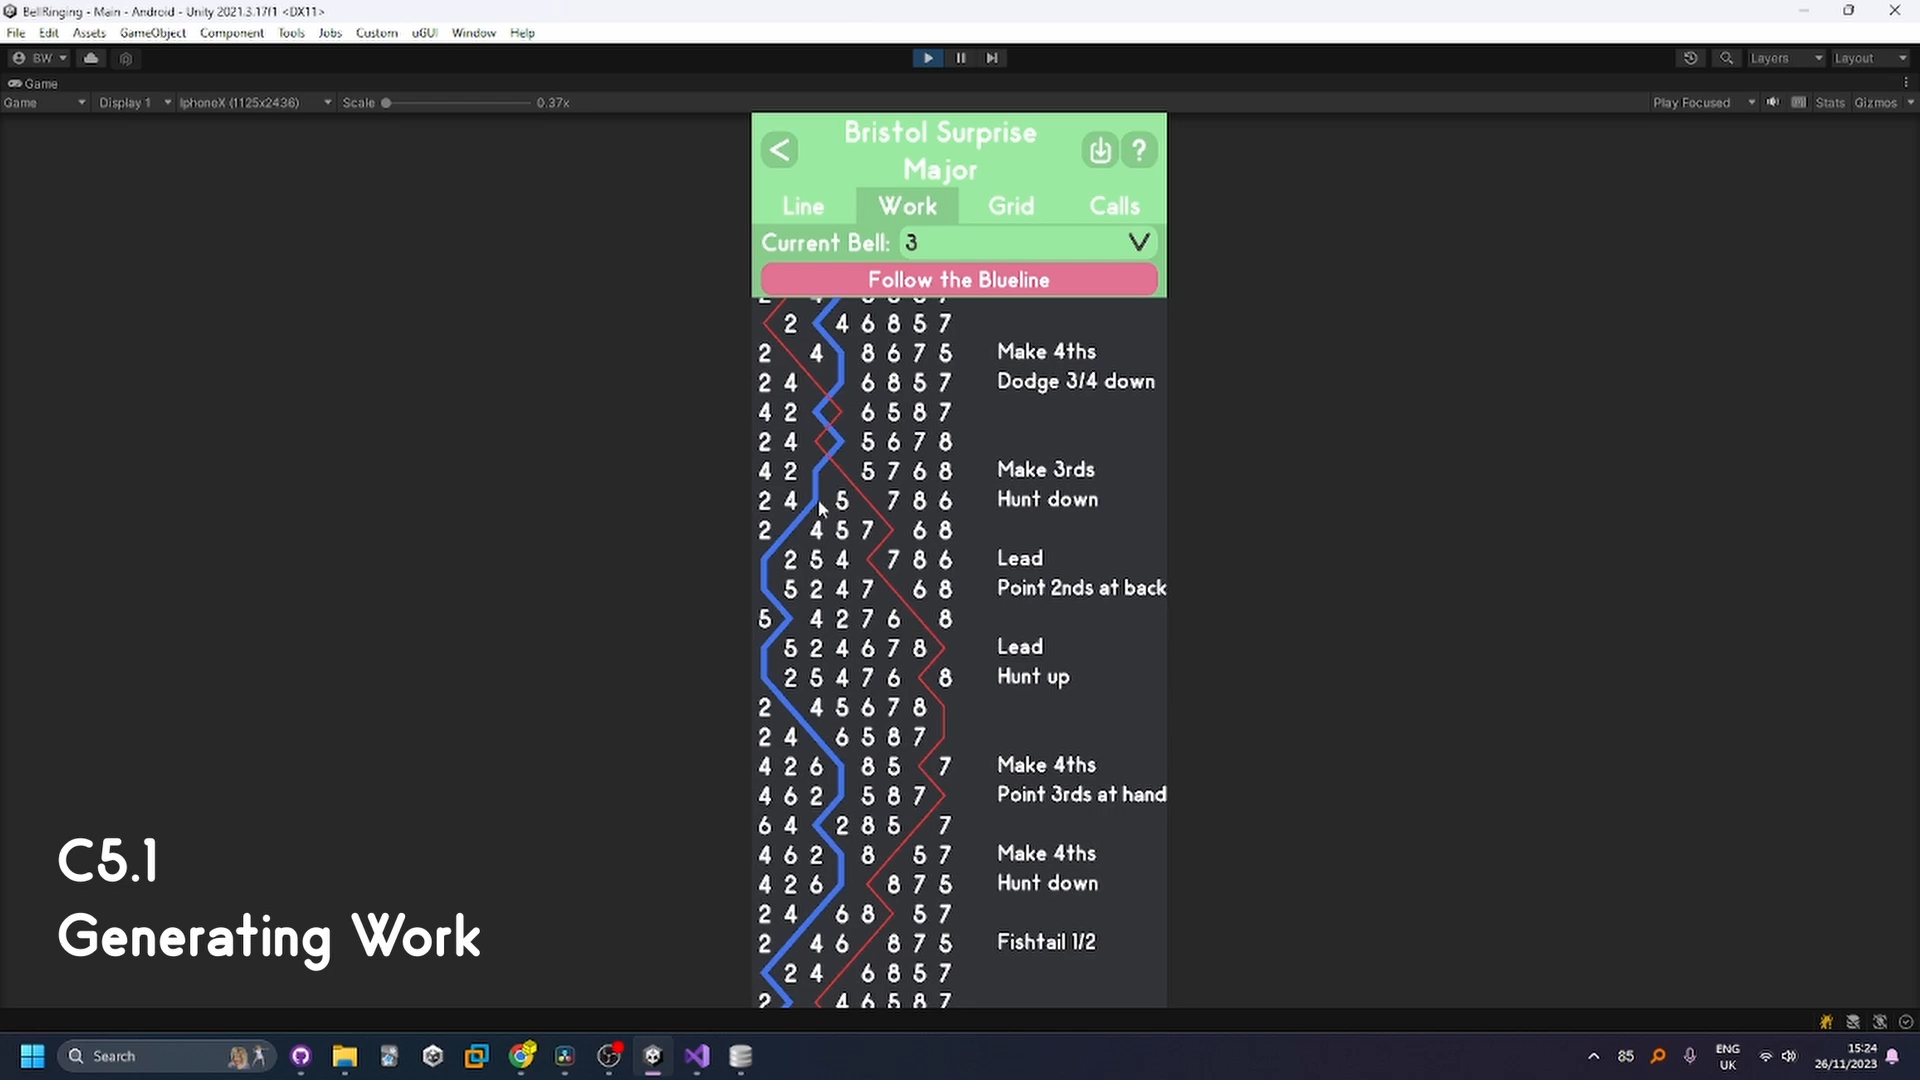 BellRinging - Main - Android - Unity 2021.3.17f1 <DX11>
File Edit Assets GameObject Component Tools Jobs Custom uGUI Window Help
BW Layers Layout
Game
Game Display 1 IphoneX (1125x2436) Scale 0.37x Play Focused Stats Gizmos
< Bristol Surprise ?
Major
Line Work Grid Calls
Current Bell: 3
Follow the Blueline
2 4 6 8 5 7
2 4 8 6 7 5 Make 4ths
2 4 6 8 5 7 Dodge 3/4 down
4 2 6 5 8 7
2 4 5 6 7 8
4 2 5 7 6 8 Make 3rds
2 4 5 7 8 6 Hunt down
2 4 5 7 6 8
2 5 4 7 8 6 Lead
5 2 4 7 6 8 Point 2nds at back
5 4 2 7 6 8
5 2 4 6 7 8 Lead
2 5 4 7 6 8 Hunt up
2 4 5 6 7 8
2 4 6 5 8 7
4 2 6 8 5 7 Make 4ths
4 6 2 5 8 7 Point 3rds at hand
6 4 2 8 5 7
4 6 2 8 5 7 Make 4ths
4 2 6 8 7 5 Hunt down
2 4 6 8 5 7
2 4 6 8 7 5 Fishtail 1/2
2 4 6 8 5 7
2 4 6 5 8 7
C5.1
Generating Work
Search 85 ENG 15:24
UK 26/11/2023